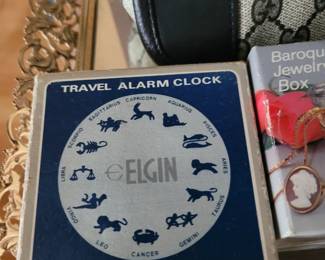 TRAVEL ALARM CLOCK
SAGITTARIUS
CAPRICORN
AQUARIUS
PISCES
ARIES
TAURUS
GEMINI
CANCER
LEO
VIRGO
LIBRA
SCORPIO
ELGIN
Baroque
Jewelry
Box